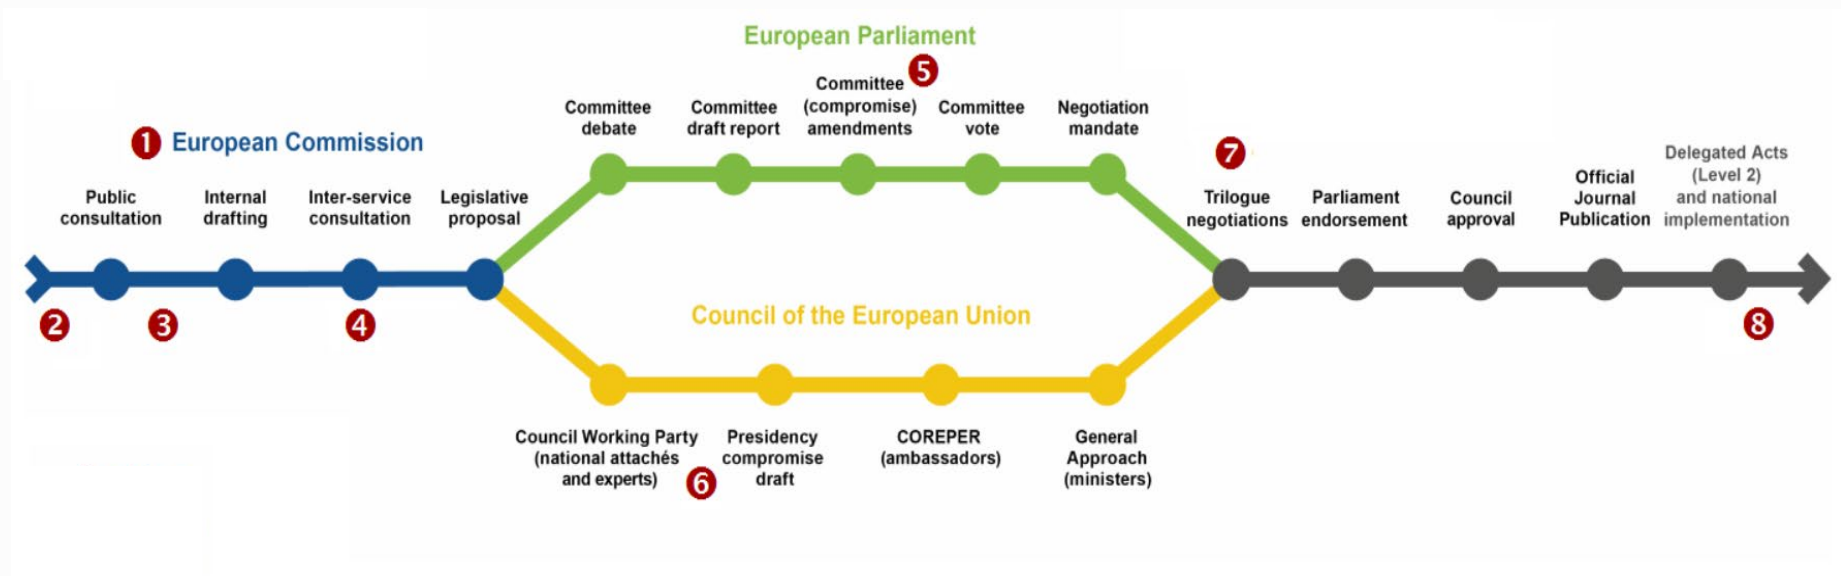 European Parliament
5
Committee
(compromise)
amendments
Committee
debate
Committee
draft report
Committee
vote
Negotiation
mandate
1 European Commission
Public
consultation
Internal
drafting
Inter-service
consultation
Legislative
proposal
7
Trilogue
negotiations
Parliament
endorsement
Council
approval
Official
Journal
Publication
Delegated Acts
(Level 2)
and national
implementation
2
3
4
Council of the European Union
8
Council Working Party
(national attachés
and experts)
6
Presidency
compromise
draft
COREPER
(ambassadors)
General
Approach
(ministers)